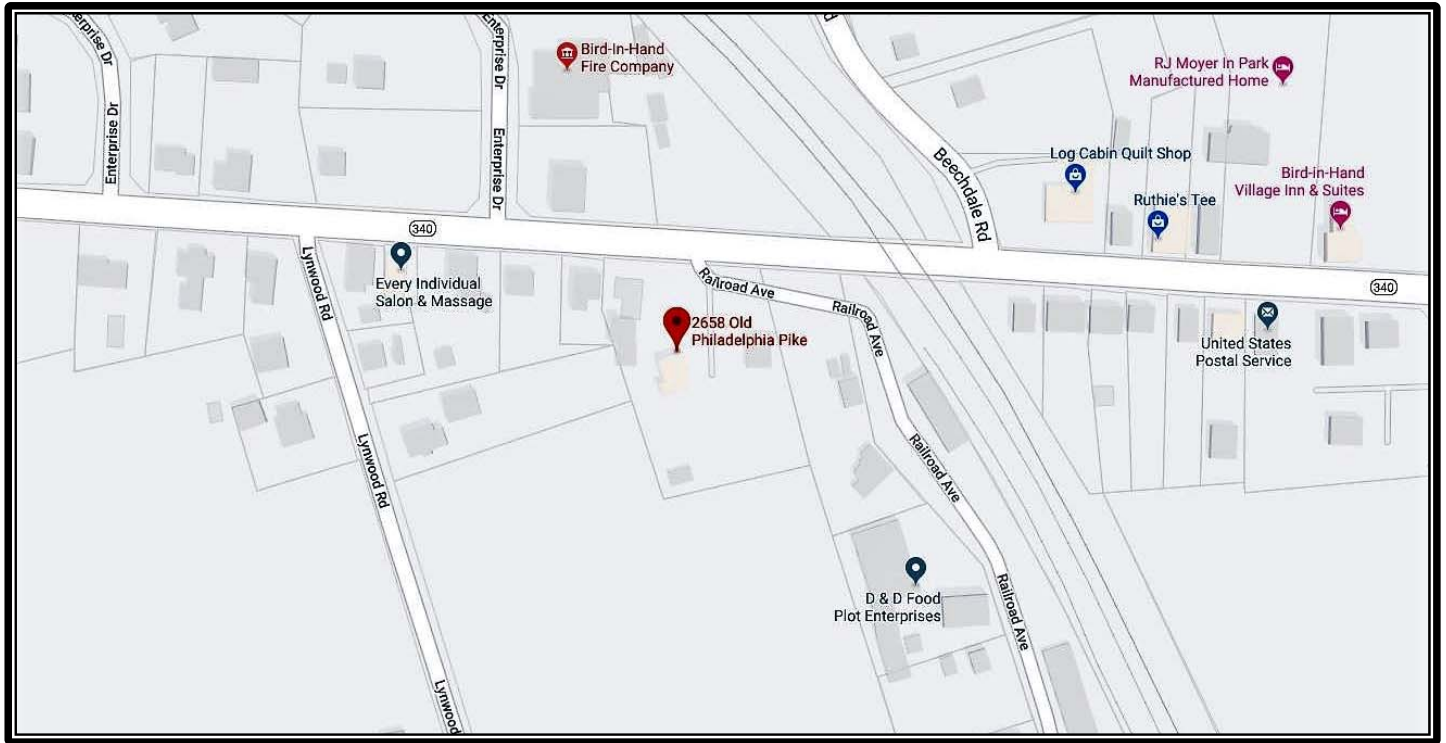 Enterprise Dr
Enterprise Dr
Enterprise Dr
Enterprise Dr
Bird-In-Hand
Fire Company
d
RJ Moyer In Park
Manufactured Home
Beechdale Rd
Log Cabin Quilt Shop
Bird-in-Hand
Village Inn & Suites
Ruthie's Tee
340
Lynwood Rd
Every Individual
Salon & Massage
Railroad Ave
Railroad Ave
340
2658 Old
Philadelphia Pike
United States
Postal Service
Lynwood Rd
Railroad Ave
D & D Food
Plot Enterprises
Railroad Ave
Lynwood